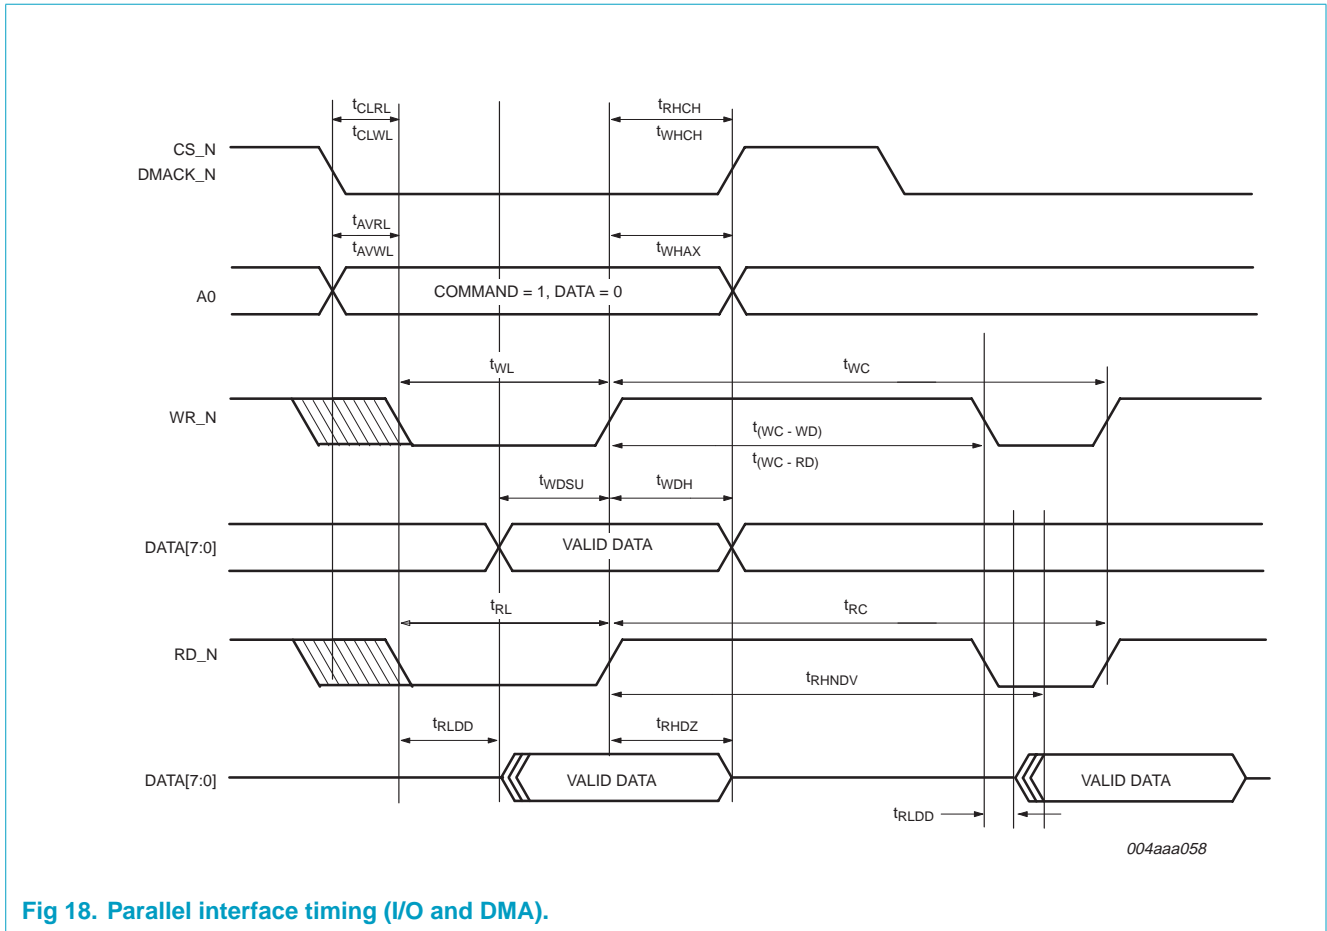 tCLRL
tRHCH
tCLWL
tWHCH
CS_N
DMACK_N
tAVRL
tAVWL
tWHAX
A0
COMMAND = 1, DATA = 0
tWL
tWC
WR_N
t(WC - WD)
t(WC - RD)
tWDSU
tWDH
DATA[7:0]
VALID DATA
tRL
tRC
RD_N
tRHNDV
tRLDD
tRHDZ
DATA[7:0]
VALID DATA
VALID DATA
tRLDD
004aaa058
Fig 18. Parallel interface timing (I/O and DMA).